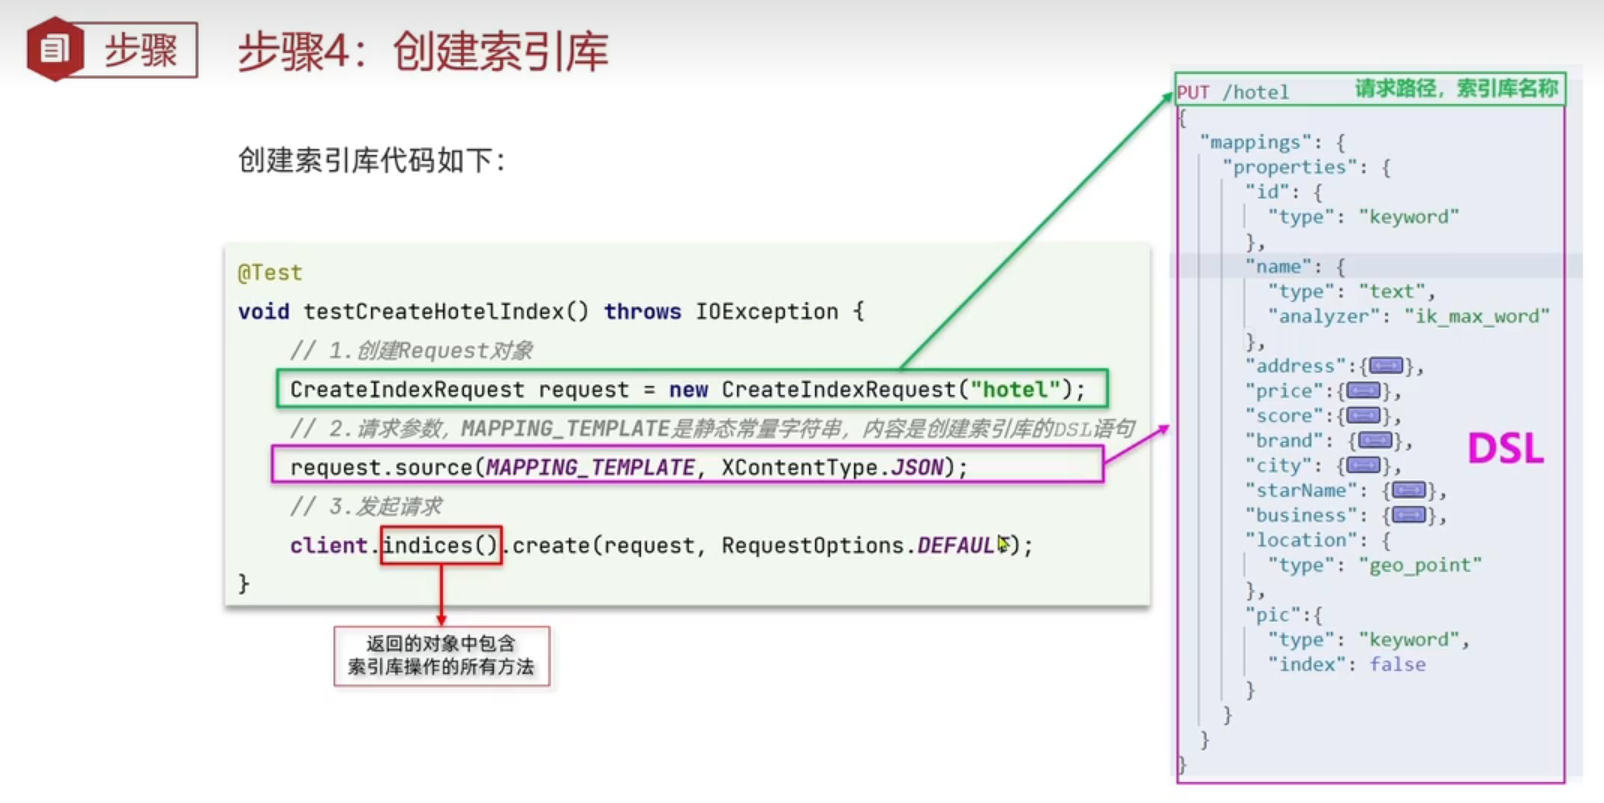 步骤
步骤4：创建索引库
创建索引库代码如下：
@Test
void testCreateHotelIndex() throws IOException {
// 1.创建Request对象
CreateIndexRequest request = new CreateIndexRequest("hotel");
// 2.请求参数，MAPPING_TEMPLATE是静态常量字符串，内容是创建索引库的DSL语句
request.source(MAPPING_TEMPLATE, XContentType.JSON);
// 3.发起请求
client.indices().create(request, RequestOptions.DEFAULT);
}
返回的对象中包含
索引库操作的所有方法
PUT /hotel 请求路径，索引库名称
{
"mappings": {
"properties": {
"id": {
"type": "keyword"
},
"name": {
"type": "text",
"analyzer": "ik_max_word"
},
"address":{},
"price":{},
"score":{},
"brand": {},
"city": {},
"starName": {},
"business": {},
"location": {
"type": "geo_point"
},
"pic":{
"type": "keyword",
"index": false
}
}
}
}
DSL